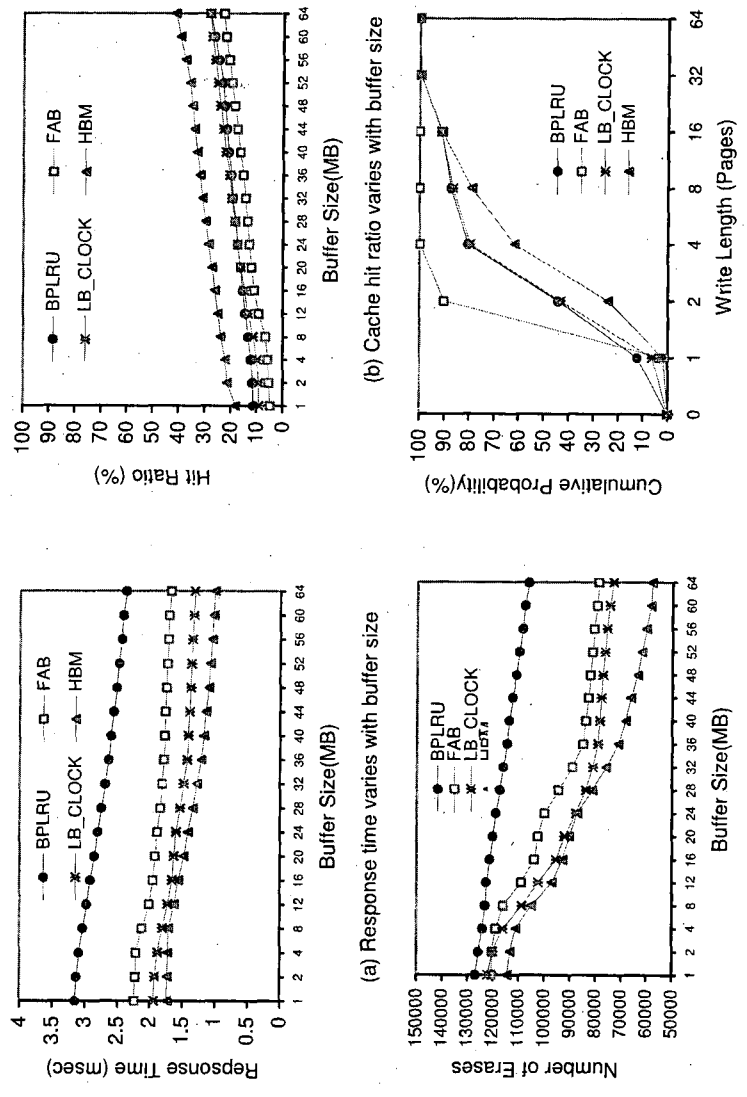 4
3.5
3
2.5
2
1.5
1
0.5
0
Repsonse Time (msec)
BPLRU FAB
LB_CLOCK HBM
1 2 4 8 12 16 20 24 28 32 36 40 44 48 52 56 60 64
Buffer Size(MB)
(a) Response time varies with buffer size
100
90
80
70
60
50
40
30
20
10
0
Hit Ratio (%)
BPLRU FAB
LB_CLOCK HBM
1 2 4 8 12 16 20 24 28 32 36 40 44 48 52 56 60 64
Buffer Size(MB)
(b) Cache hit ratio varies with buffer size
150000
140000
130000
120000
110000
100000
90000
80000
70000
60000
50000
Number of Erases
BPLRU
FAB
LB_CLOCK
1 2 4 8 12 16 20 24 28 32 36 40 44 48 52 56 60 64
Buffer Size(MB)
100
90
80
70
60
50
40
30
20
10
0
Cumulative Probability(%)
BPLRU
FAB
LB_CLOCK
HBM
0 1 2 4 8 16 32 64
Write Length (Pages)